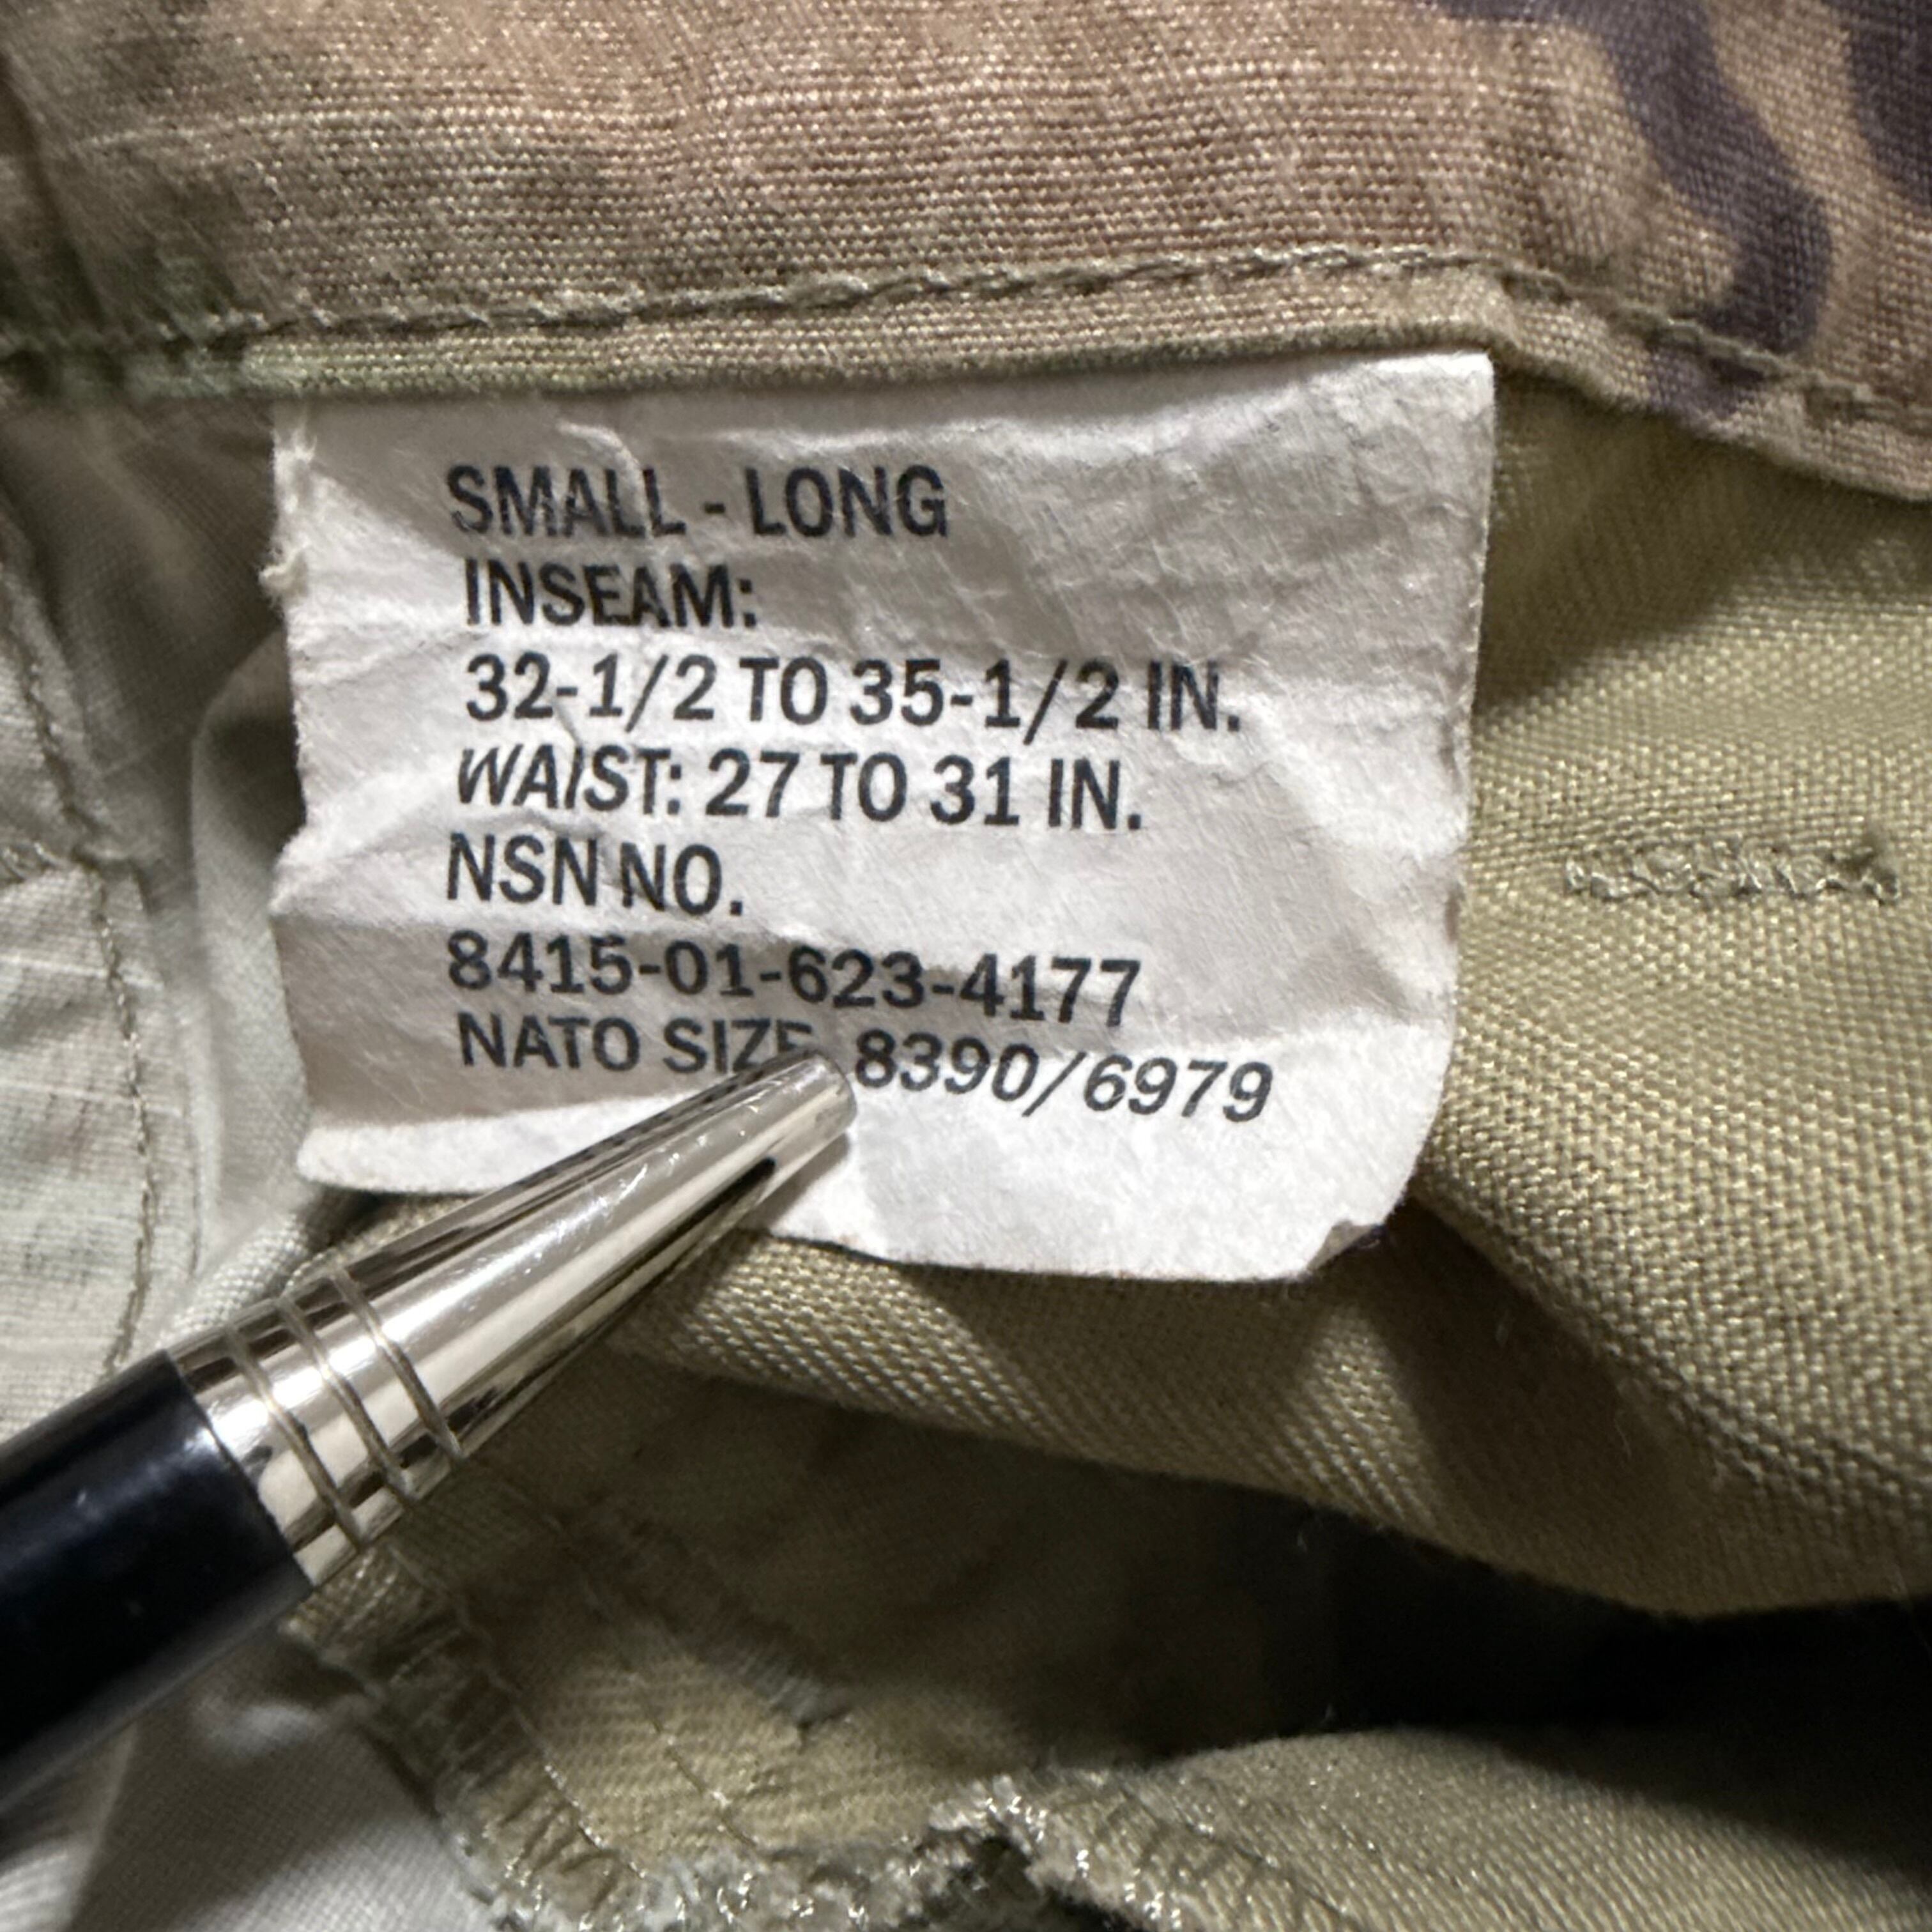 SMALL - LONG
INSEAM:
32-1/2 TO 35-1/2 IN.
WAIST: 27 TO 31 IN.
NSN NO.
8415-01-623-4177
NATO SIZE 8390/6979